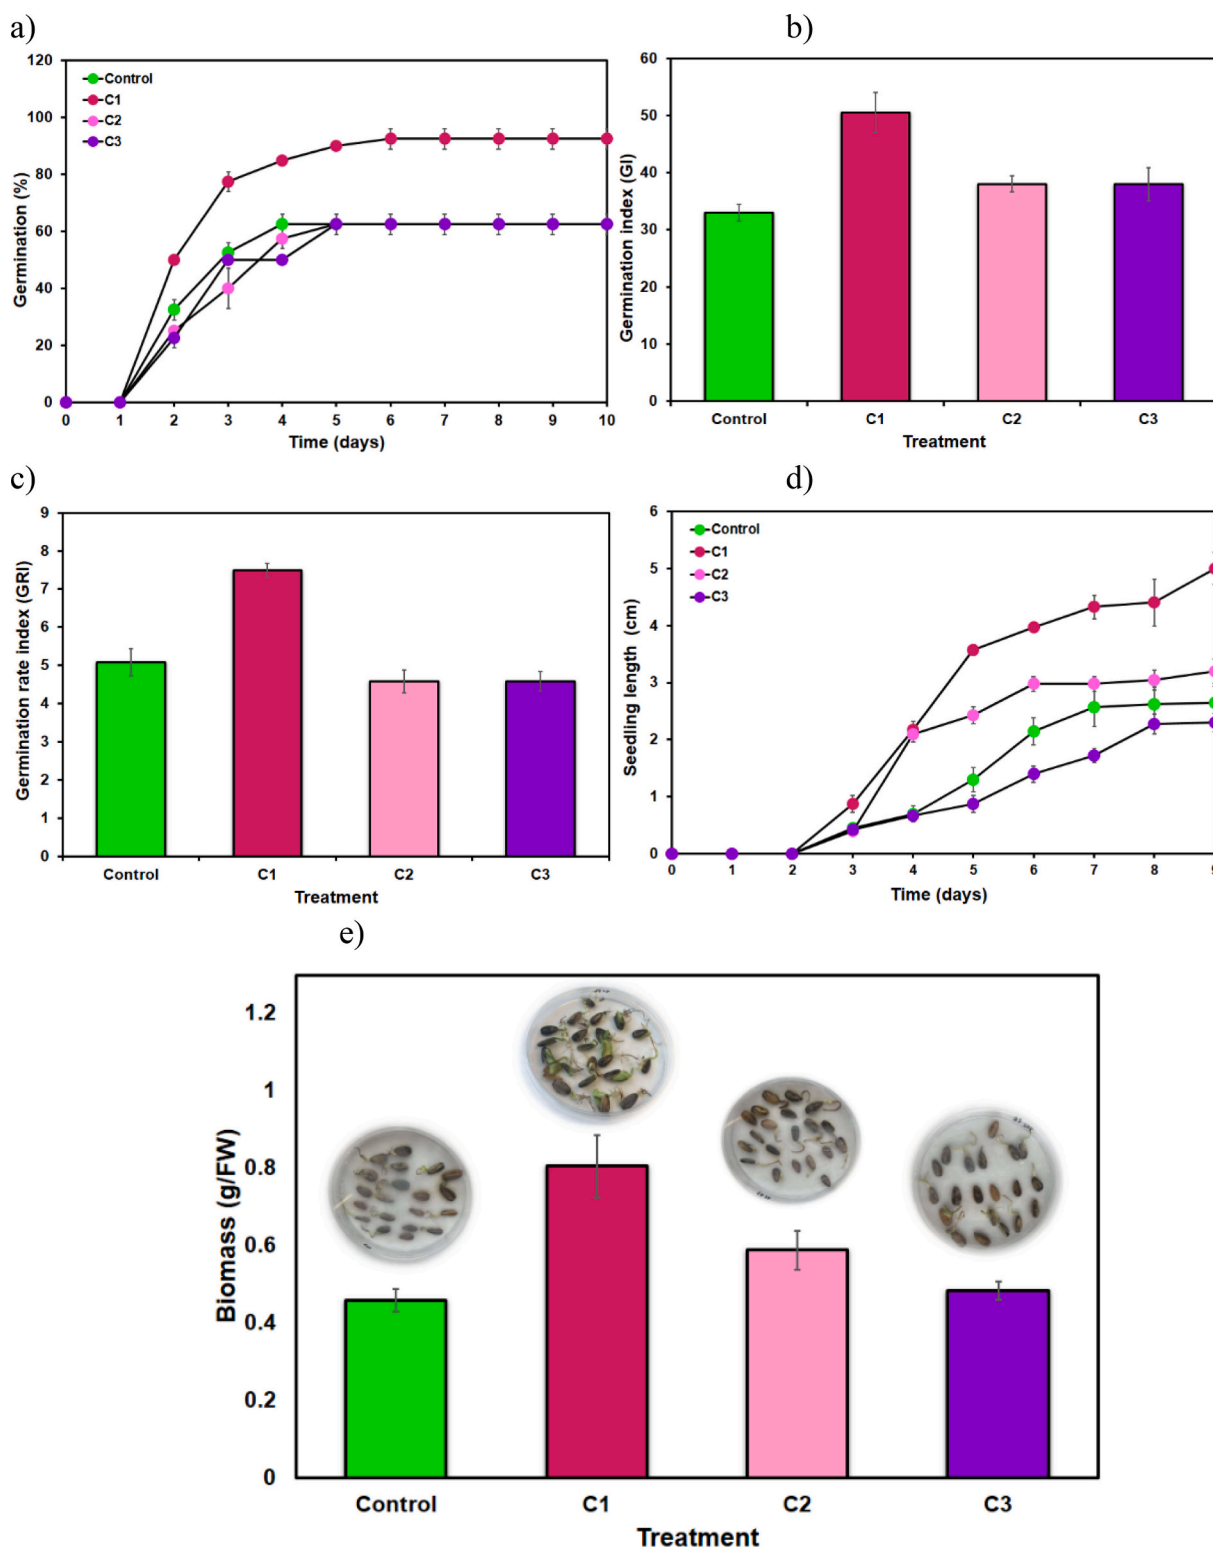 a)
120
100
80
60
40
20
0
Germination (%)
Control
C1
C2
C3
0 1 2 3 4 5 6 7 8 9 10
Time (days)
b)
60
50
40
30
20
10
0
Germination index (GI)
Control C1 C2 C3
Treatment
c)
9
8
7
6
5
4
3
2
1
0
Germination rate index (GRI)
Control C1 C2 C3
Treatment
d)
6
5
4
3
2
1
0
Seedling length (cm)
Control
C1
C2
C3
0 1 2 3 4 5 6 7 8 9
Time (days)
e)
1.2
1
0.8
0.6
0.4
0.2
0
Biomass (g/FW)
Control C1 C2 C3
Treatment